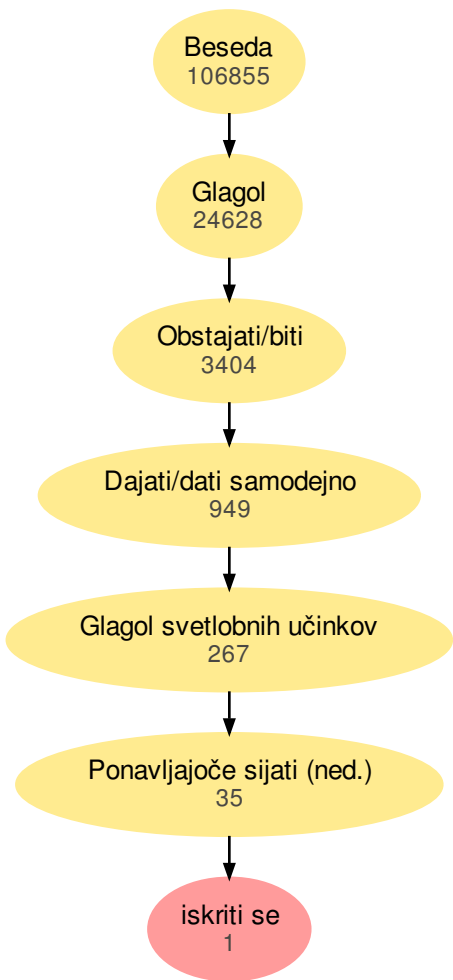 Beseda
106855
Glagol
24628
Obstajati/biti
3404
Dajati/dati samodejno
949
Glagol svetlobnih učinkov
267
Ponavljajoče sijati (ned.)
35
iskriti se
1